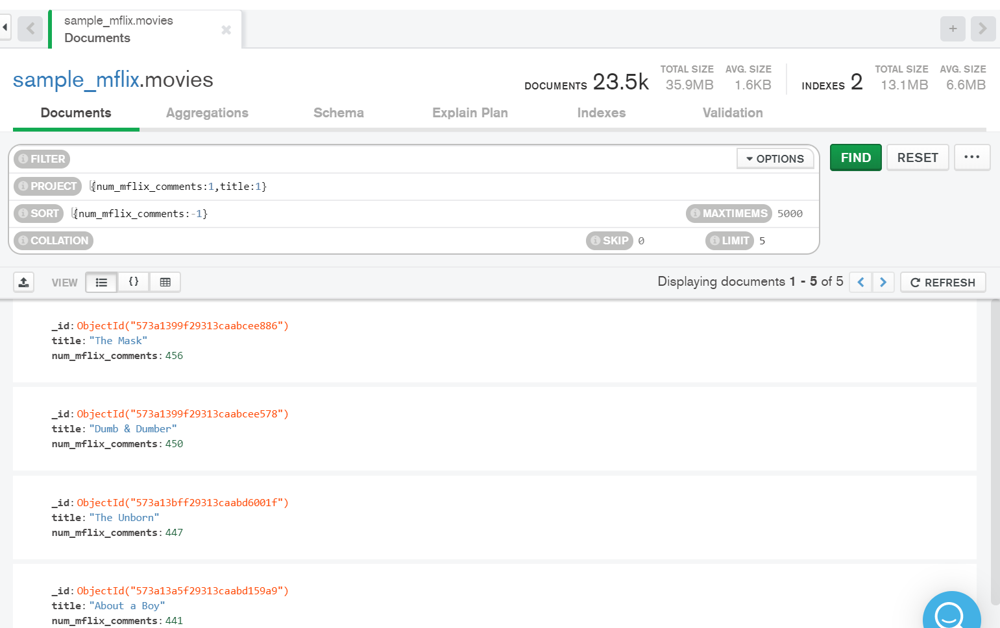 sample_mflix.movies
Documents
sample_mflix.movies
DOCUMENTS 23.5k
TOTAL SIZE
35.9MB
AVG. SIZE
1.6KB
INDEXES 2
TOTAL SIZE
13.1MB
AVG. SIZE
6.6MB
Documents
Aggregations
Schema
Explain Plan
Indexes
Validation
FILTER
OPTIONS
FIND
RESET
PROJECT {num_mflix_comments:1,title:1}
SORT {num_mflix_comments:-1}
MAXTIMEMS 5000
COLLATION
SKIP 0
LIMIT 5
VIEW
{}
Displaying documents 1 - 5 of 5
REFRESH
_id: ObjectId("573a1399f29313caabcee886")
title: "The Mask"
num_mflix_comments: 456
_id: ObjectId("573a1399f29313caabcee578")
title: "Dumb & Dumber"
num_mflix_comments: 450
_id: ObjectId("573a13bff29313caabd6001f")
title: "The Unborn"
num_mflix_comments: 447
_id: ObjectId("573a13a5f29313caabd159a9")
title: "About a Boy"
num_mflix_comments: 441